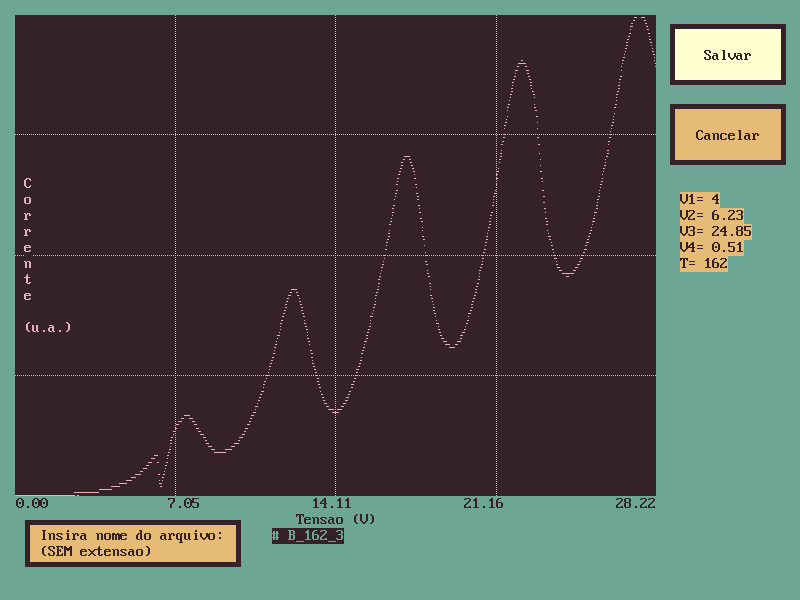 Salvar
Cancelar
V1= 4
V2= 6.23
V3= 24.85
V4= 0.51
T= 162
Corrente
(u.a.)
0.00 7.05 14.11 21.16 28.22
Tensao (V)
Insira nome do arquivo:
(SEM extensao)
# B_162_3